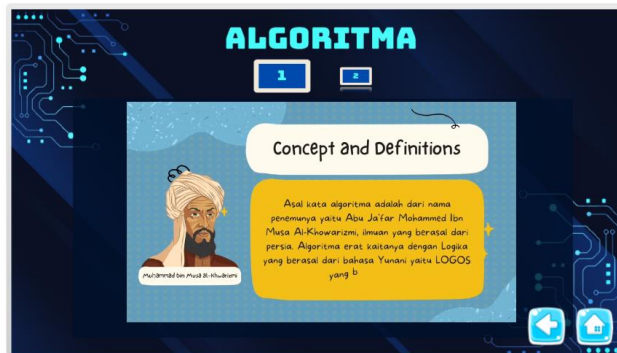 ALGORITMA
1
2
Concept and Definitions
Asal kata algoritma adalah dari nama
penemunya yaitu Abu Ja'far Mohammed Ibn
Musa Al-Khowarizmi, ilmuan yang berasal dari
persia. Algoritma erat kaitanya dengan Logika
yang berasal dari bahasa Yunani yaitu LOGOS
yang b
Muhammad bin Musa al-Khwarizmi